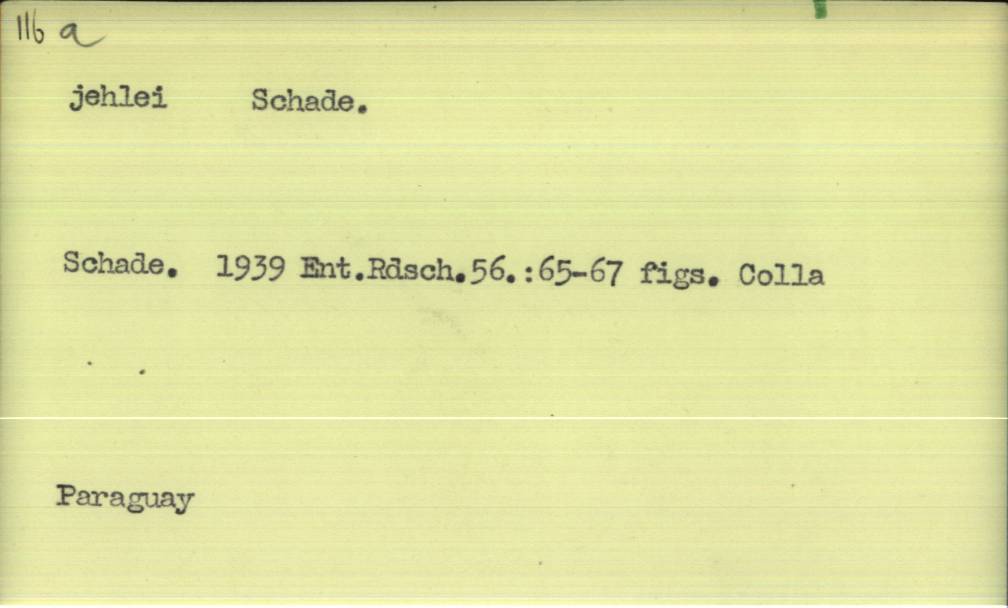 116 a
jehlei Schade.
Schade. 1939 Ent.Rdsch.56.:65-67 figs. Colla
Paraguay